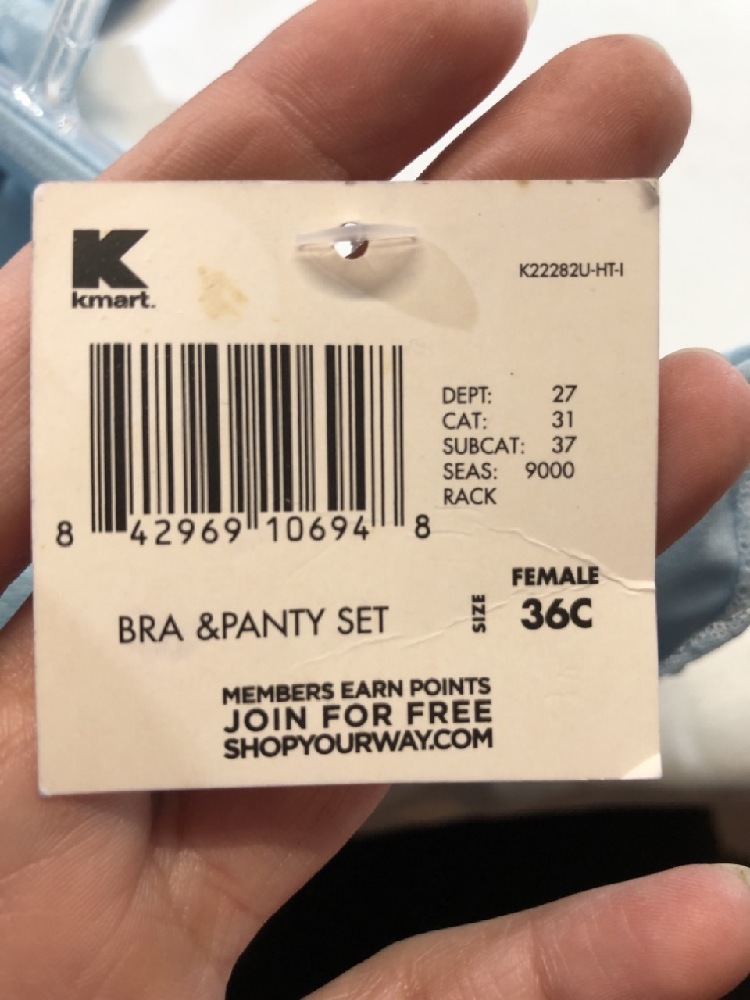 K
kmart.
K22282U-HT-I
8 42969 10694 8
DEPT: 27
CAT: 31
SUBCAT: 37
SEAS: 9000
RACK
BRA &PANTY SET
SIZE
FEMALE
36C
MEMBERS EARN POINTS
JOIN FOR FREE
SHOPYOURWAY.COM